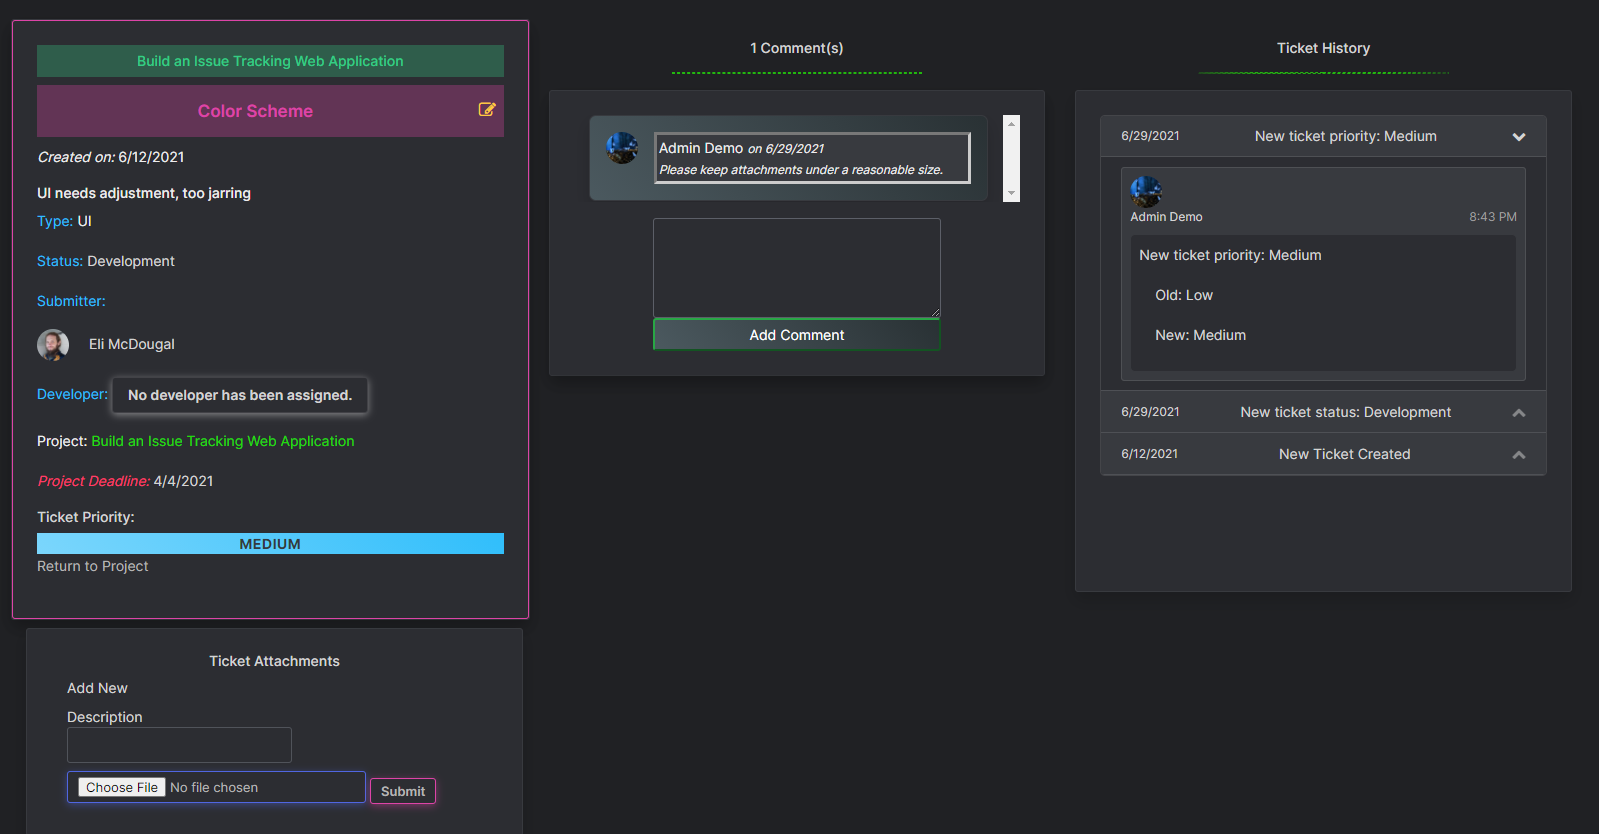 Build an Issue Tracking Web Application
Color Scheme
Created on: 6/12/2021
UI needs adjustment, too jarring
Type: UI
Status: Development
Submitter:
Eli McDougal
Developer: No developer has been assigned.
Project: Build an Issue Tracking Web Application
Project Deadline: 4/4/2021
Ticket Priority:
MEDIUM
Return to Project
Ticket Attachments
Add New
Description
Choose File No file chosen Submit
1 Comment(s)
Admin Demo on 6/29/2021
Please keep attachments under a reasonable size.
Add Comment
Ticket History
6/29/2021 New ticket priority: Medium
Admin Demo 8:43 PM
New ticket priority: Medium
Old: Low
New: Medium
6/29/2021 New ticket status: Development
6/12/2021 New Ticket Created